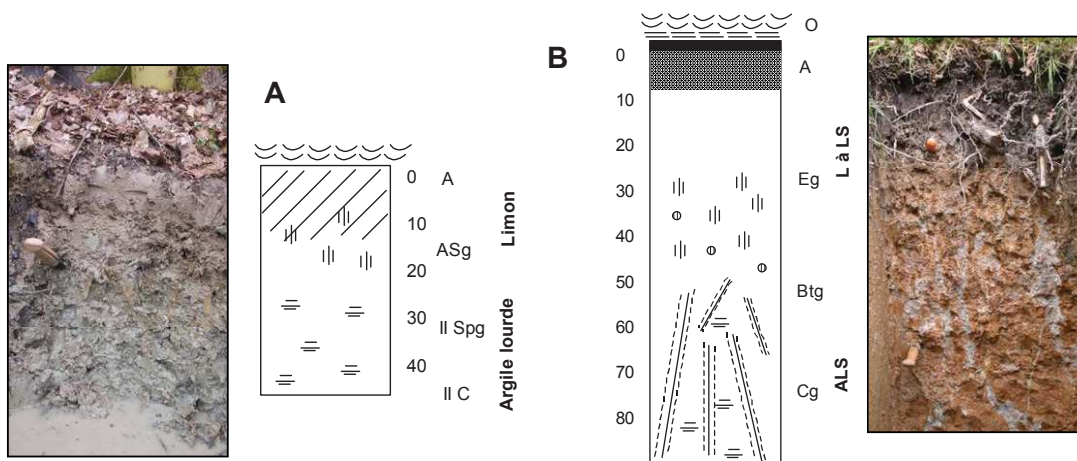 A
0
A
10
ASg
20
30
II Spg
40
II C
Limon
Argile lourde
B
O
0
A
10
20
Eg
30
40
50
Btg
60
70
Cg
80
L à LS
ALS